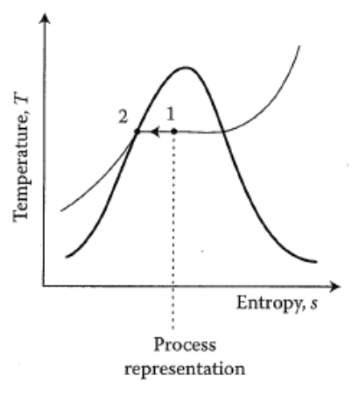 Temperature, T
2
1
Entropy, s
Process
representation